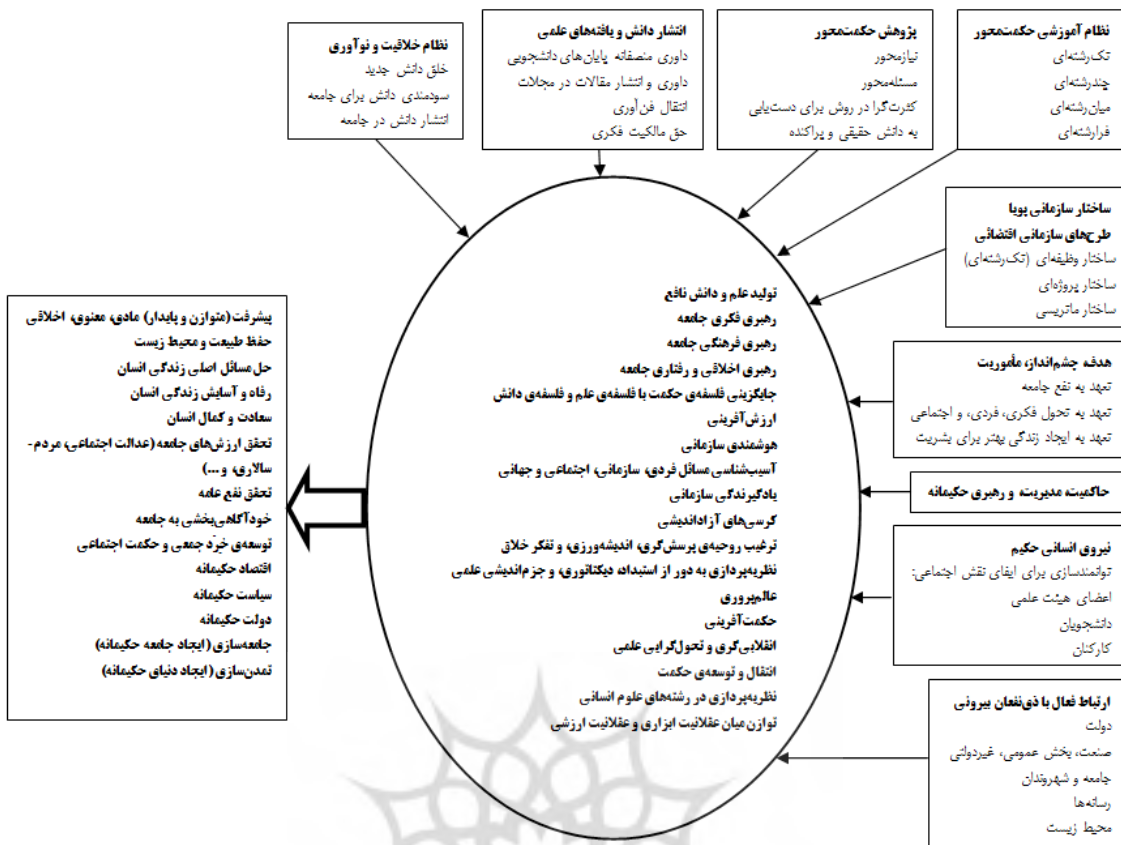 نظام آموزشی حکمت‌محور
تک‌رشته‌ای
چندرشته‌ای
میان‌رشته‌ای
فرارشته‌ای
پژوهش حکمت‌محور
نیازمحور
مسئله‌محور
کثرت‌گرا در روش برای دست‌یابی
به دانش حقیقی و پراکنده
انتشار دانش و یافته‌های علمی
داوری منصفانه پایان‌های دانشجویی
داوری و انتشار مقالات در مجلات
انتقال فن‌آوری
حق مالکیت فکری
نظام خلاقیت و نوآوری
خلق دانش جدید
سودمندی دانش برای جامعه
انتشار دانش در جامعه
ساختار سازمانی پویا
طرح‌های سازمانی اقتضائی
ساختار وظیفه‌ای (تک‌رشته‌ای)
ساختار پروژه‌ای
ساختار ماتریسی
هدف، چشم‌انداز، مأموریت
تعهد به نفع جامعه
تعهد به تحول فکری، فردی، و اجتماعی
تعهد به ایجاد زندگی بهتر برای بشریت
حاکمیت، مدیریت، و رهبری حکیمانه
نیروی انسانی حکیم
توانمندسازی برای ایفای نقش اجتماعی:
اعضای هیئت علمی
دانشجویان
کارکنان
ارتباط فعال با ذی‌نفعان بیرونی
دولت
صنعت، بخش عمومی، غیردولتی
جامعه و شهروندان
رسانه‌ها
محیط زیست
تولید علم و دانش نافع
رهبری فکری جامعه
رهبری فرهنگی جامعه
رهبری اخلاقی و رفتاری جامعه
جایگزینی فلسفه‌ی حکمت با فلسفه‌ی علم و فلسفه‌ی دانش
ارزش‌آفرینی
هوشمندی سازمانی
آسیب‌شناسی مسائل فردی، سازمانی، اجتماعی و جهانی
یادگیرندگی سازمانی
کرسی‌های آزاداندیشی
ترغیب روحیه‌ی پرسش‌گری، اندیشه‌ورزی، و تفکر خلاق
نظریه‌پردازی به دور از استبداد، دیکتاتوری، و جزم‌اندیشی علمی
عالم‌پروری
حکمت‌آفرینی
انقلابی‌گری و تحول‌گرایی علمی
انتقال و توسعه‌ی حکمت
نظریه‌پردازی در رشته‌های علوم انسانی
توازن میان عقلانیت ابزاری و عقلانیت ارزشی
پیشرفت (متوازن و پایدار) مادی، معنوی، اخلاقی
حفظ طبیعت و محیط زیست
حل مسائل اصلی زندگی انسان
رفاه و آسایش زندگی انسان
سعادت و کمال انسان
تحقق ارزش‌های جامعه (عدالت اجتماعی، مردم-
سالاری، و ...)
تحقق نفع عامه
خودآگاهی‌بخشی به جامعه
توسعه‌ی خِرَد جمعی و حکمت اجتماعی
اقتصاد حکیمانه
سیاست حکیمانه
دولت حکیمانه
جامعه‌سازی (ایجاد جامعه حکیمانه)
تمدن‌سازی (ایجاد دنیای حکیمانه)